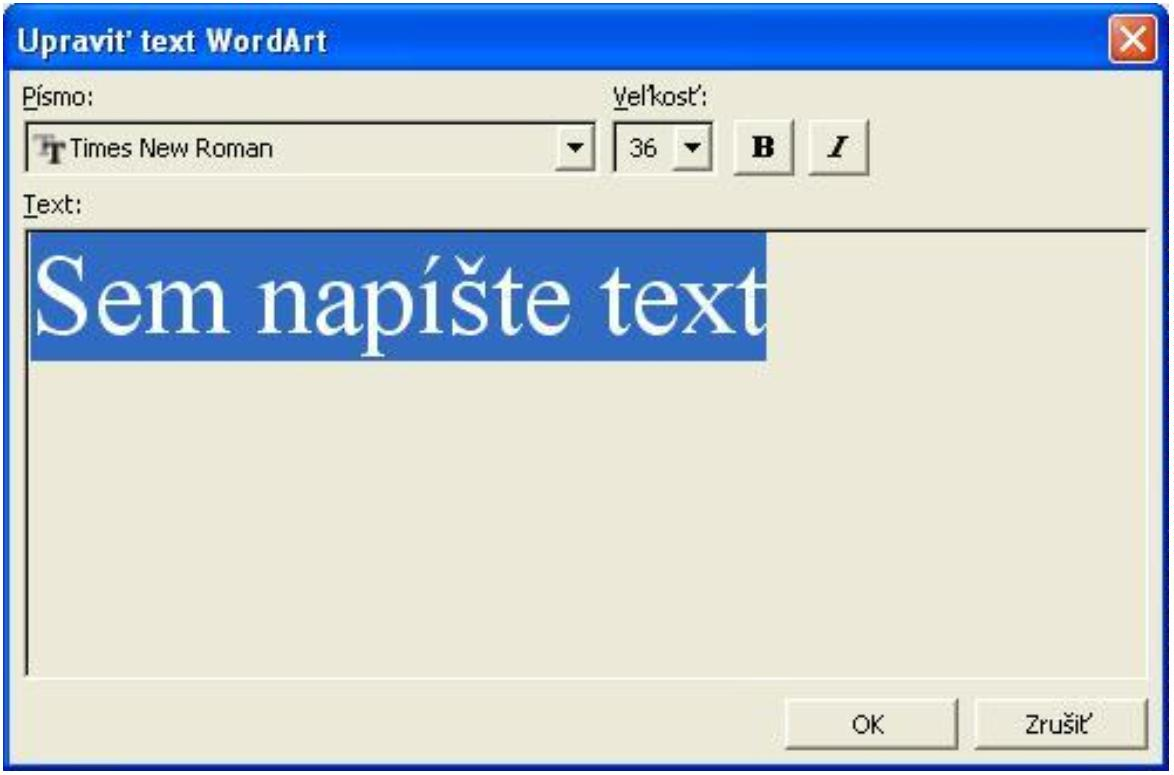 Upraviť text WordArt
Písmo: Veľkosť:
Times New Roman 36 B I
Text:
Sem napíšte text
OK Zrušiť